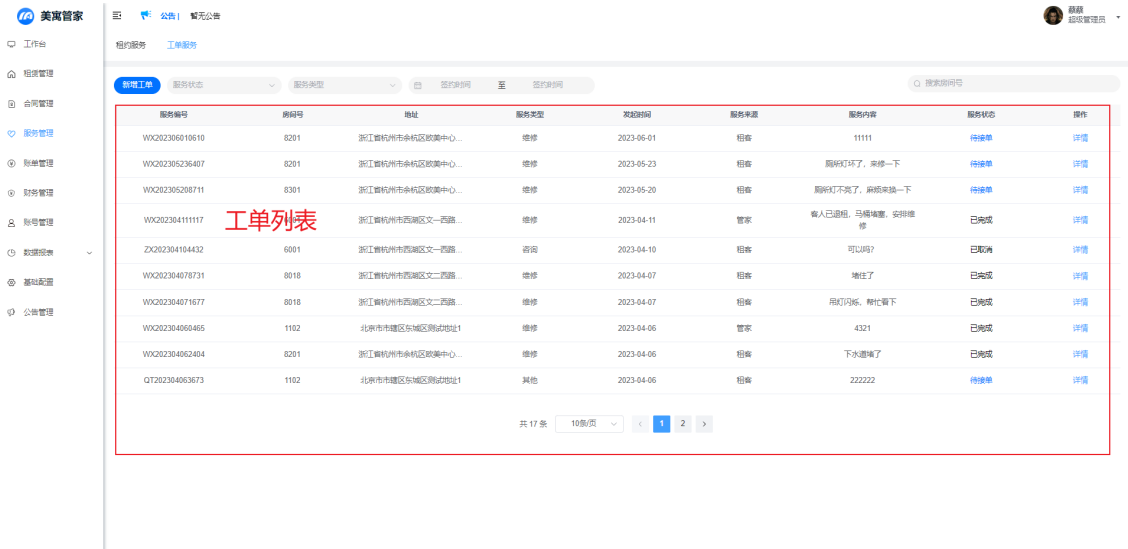 美寓管家
公告 |
暂无公告
蔡蔡
超级管理员
工作台
租赁管理
合同管理
服务管理
账单管理
财务管理
账号管理
数据报表
基础配置
公告管理
租约服务 工单服务
新增工单 服务状态 服务类型 签约时间 至 签约时间 搜索房间号
服务编号 房间号 地址 服务类型 发起时间 服务来源 服务内容 服务状态 操作
WX202306010610 8201 浙江省杭州市余杭区欧美中心... 维修 2023-06-01 租客 11111 待接单 详情
WX202305236407 8201 浙江省杭州市余杭区欧美中心... 维修 2023-05-23 租客 厕所灯坏了，来修一下 待接单 详情
WX202305208711 8301 浙江省杭州市余杭区欧美中心... 维修 2023-05-20 租客 厕所灯不亮了，麻烦来换一下 待接单 详情
WX202304111117 浙江省杭州市西湖区文一西路... 维修 2023-04-11 管家 客人已退租，马桶堵塞，安排维修 已完成 详情
工单列表
ZX202304104432 6001 浙江省杭州市西湖区文一西路... 咨询 2023-04-10 租客 可以吗? 已取消 详情
WX202304078731 8018 浙江省杭州市西湖区文二西路... 维修 2023-04-07 租客 堵住了 已完成 详情
WX202304071677 8018 浙江省杭州市西湖区文二西路... 维修 2023-04-07 租客 吊灯闪烁，帮忙看下 已完成 详情
WX202304060465 1102 北京市市辖区东城区测试地址1 维修 2023-04-06 管家 4321 已完成 详情
WX202304062404 8201 浙江省杭州市余杭区欧美中心... 维修 2023-04-06 租客 下水道堵了 已完成 详情
QT202304063673 1102 北京市市辖区东城区测试地址1 其他 2023-04-06 租客 222222 待接单 详情
共 17 条 10条/页 < 1 2 >